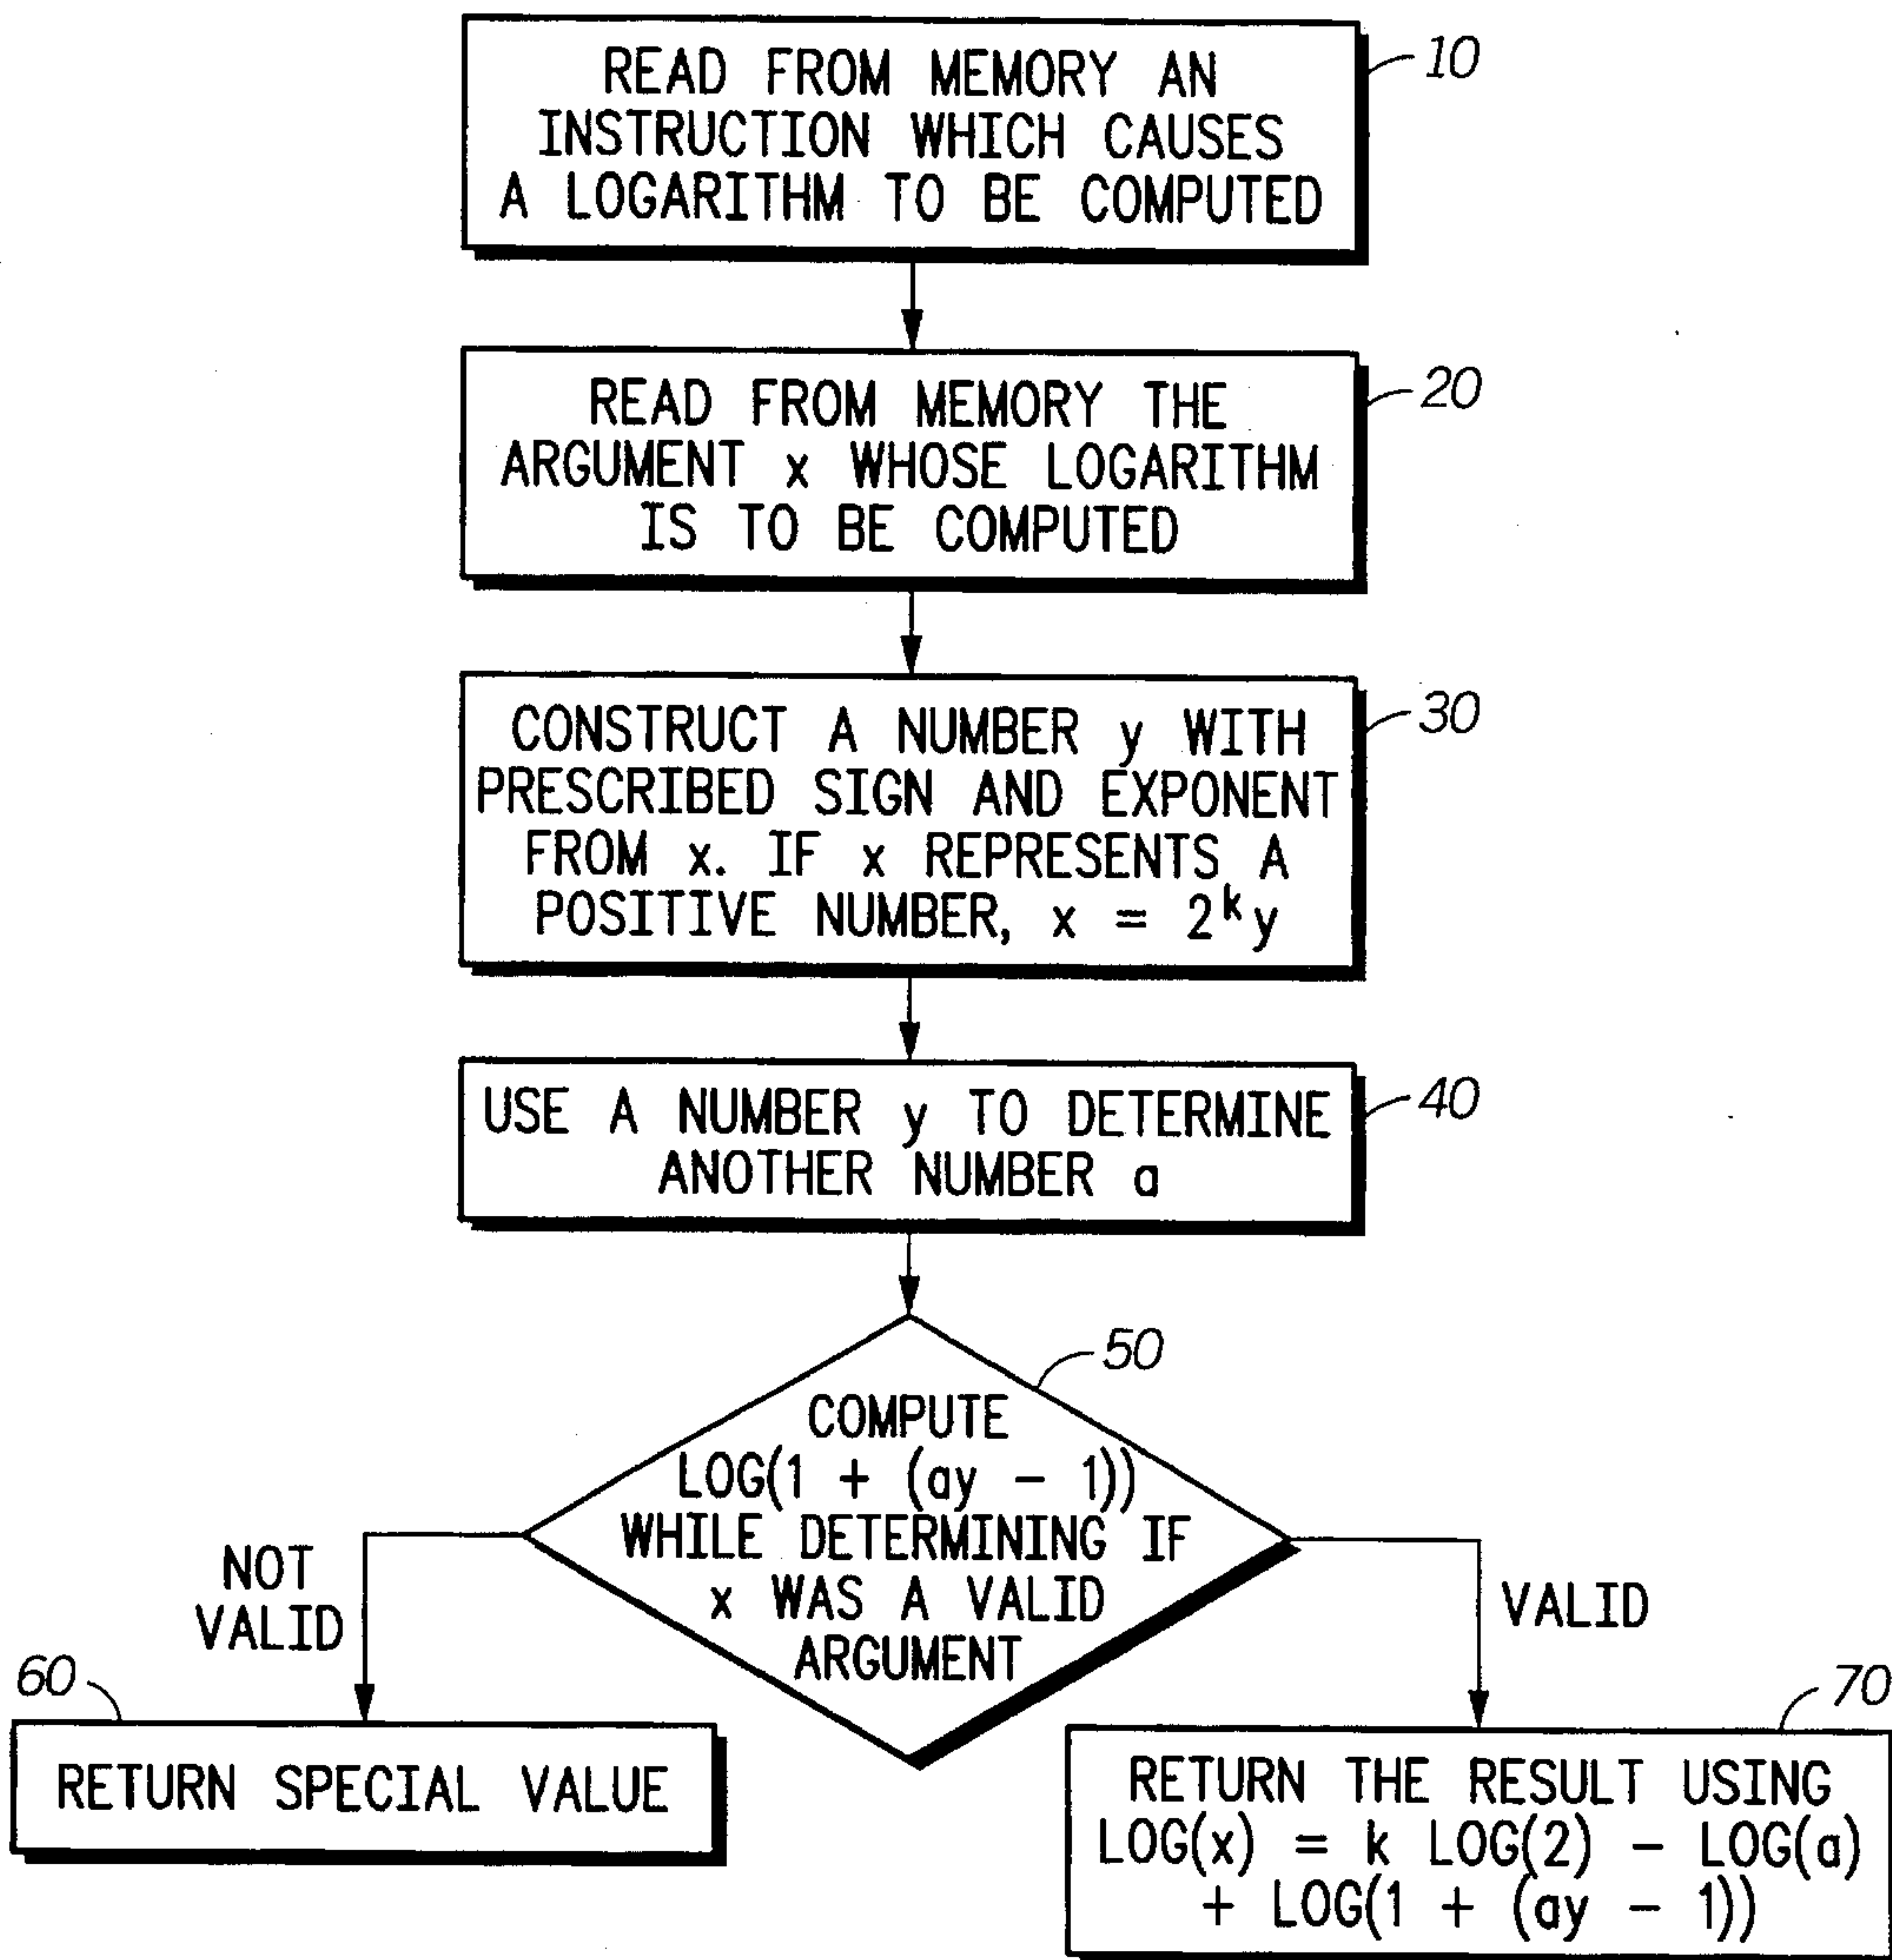 READ FROM MEMORY AN
INSTRUCTION WHICH CAUSES
A LOGARITHM TO BE COMPUTED
10
READ FROM MEMORY THE
ARGUMENT x WHOSE LOGARITHM
IS TO BE COMPUTED
20
CONSTRUCT A NUMBER y WITH
PRESCRIBED SIGN AND EXPONENT
FROM x. IF x REPRESENTS A
POSITIVE NUMBER, x = 2^k y
30
USE A NUMBER y TO DETERMINE
ANOTHER NUMBER a
40
50
COMPUTE
LOG(1 + (ay - 1))
WHILE DETERMINING IF
x WAS A VALID
ARGUMENT
NOT
VALID
VALID
60
RETURN SPECIAL VALUE
70
RETURN THE RESULT USING
LOG(x) = k LOG(2) - LOG(a)
+ LOG(1 + (ay - 1))